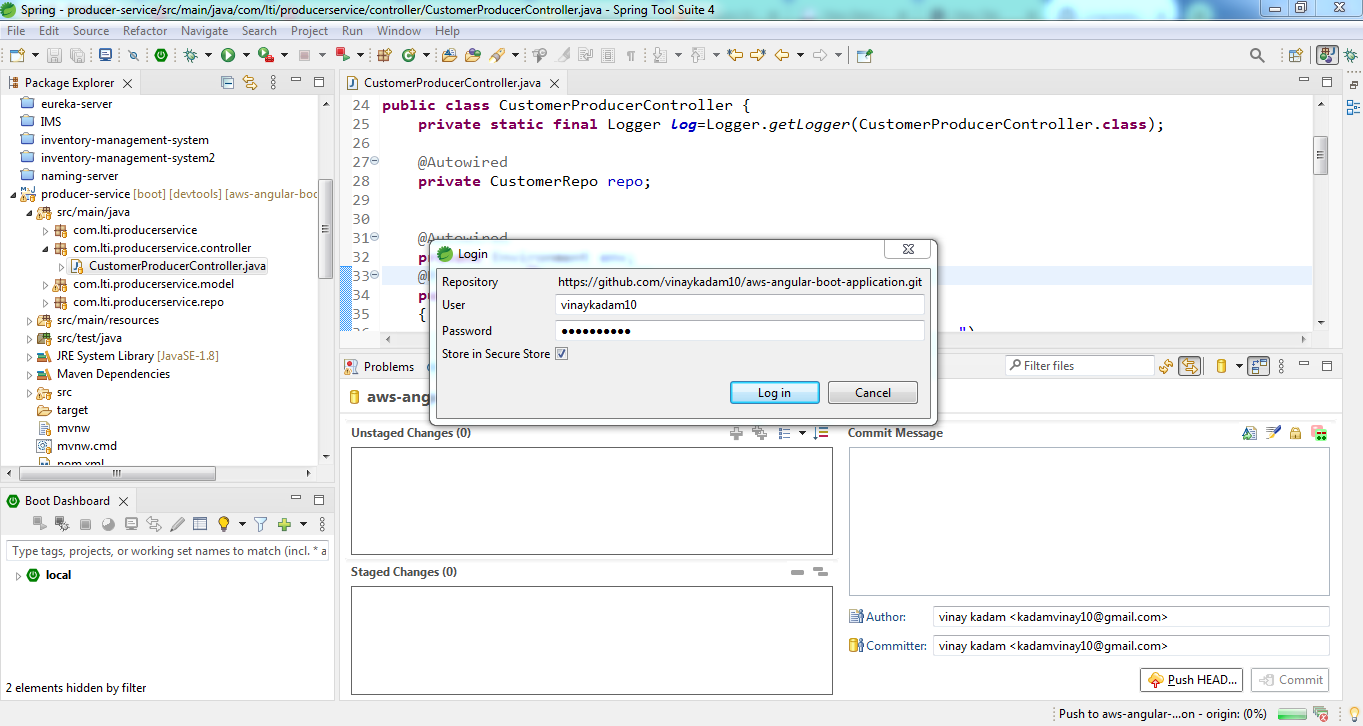 Spring - producer-service/src/main/java/com/lti/producerservice/controller/CustomerProducerController.java - Spring Tool Suite 4
File Edit Source Refactor Navigate Search Project Run Window Help
Package Explorer
eureka-server
IMS
inventory-management-system
inventory-management-system2
naming-server
producer-service [boot] [devtools] [aws-angular-boo
src/main/java
com.lti.producerservice
com.lti.producerservice.controller
CustomerProducerController.java
com.lti.producerservice.model
com.lti.producerservice.repo
src/main/resources
src/test/java
JRE System Library [JavaSE-1.8]
Maven Dependencies
src
target
mvnw
mvnw.cmd
pom.xml
CustomerProducerController.java
24 public class CustomerProducerController {
25 private static final Logger log=Logger.getLogger(CustomerProducerController.class);
26
27 @Autowired
28 private CustomerRepo repo;
29
30
31 @Autowired
32
33
34
35 {
36 ")
Login
Repository https://github.com/vinaykadam10/aws-angular-boot-application.git
User vinaykadam10
Password ●●●●●●●●●●
Store in Secure Store
Log in Cancel
Problems
Filter files
aws-ang
Unstaged Changes (0)
Staged Changes (0)
Commit Message
Author: vinay kadam <kadamvinay10@gmail.com>
Committer: vinay kadam <kadamvinay10@gmail.com>
Push HEAD... Commit
Boot Dashboard
Type tags, projects, or working set names to match (incl. * a
local
2 elements hidden by filter
Push to aws-angular-...on - origin: (0%)